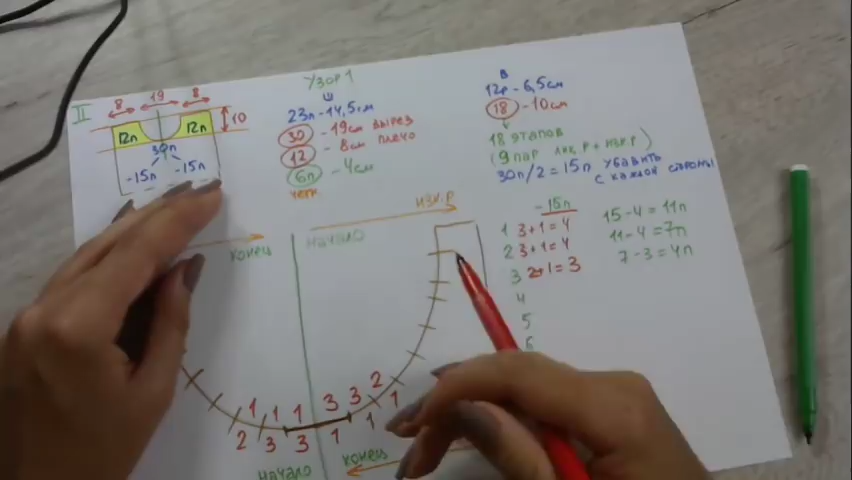 II
8 19 8
10
12п 12п
30п
-15п -15п
Узор 1
Ш
23п - 14,5см
30 - 19см вырез
12 - 8см плечо
6п - 4см
В
12р - 6,5см
18 - 10см
18 этапов
(9 пар лиц.р + изн.р)
30п/2 = 15п убавить
с каждой стороны
-15п
1 3+1=4
2 3+1=4
3 2+1=3
4
5
6
15-4=11п
11-4=7п
7-3=4п
изн.р
конец
начало
1 1 1 3 3 2
2 3 3 1 1 1
начало
конец